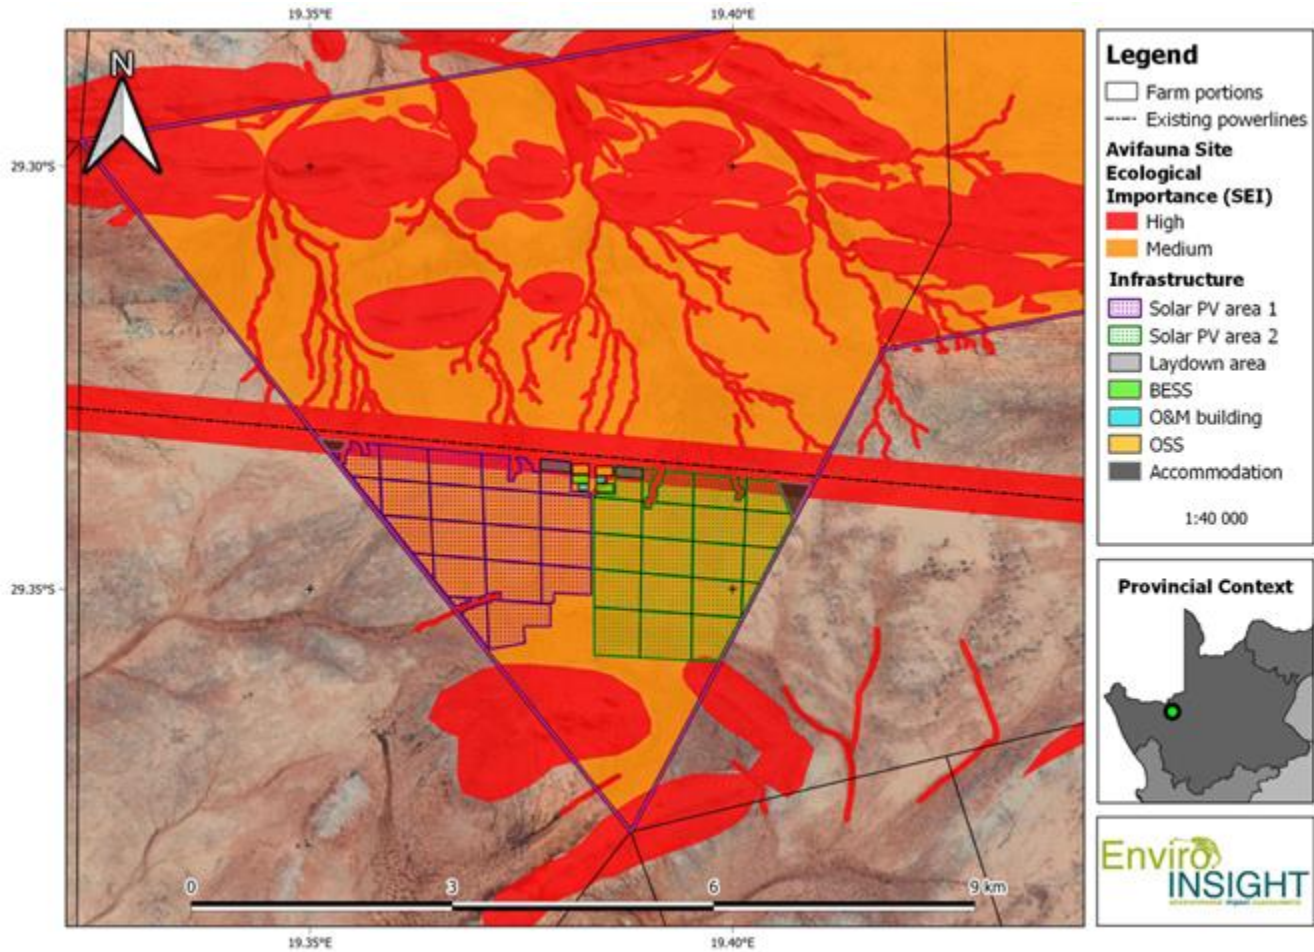 19.35°E
19.40°E
N
29.30°S
29.35°S
0
3
6
9 km
19.35°E
19.40°E
Legend
Farm portions
Existing powerlines
Avifauna Site
Ecological
Importance (SEI)
High
Medium
Infrastructure
Solar PV area 1
Solar PV area 2
Laydown area
BESS
O&M building
OSS
Accommodation
1:40 000
Provincial Context
Enviro
INSIGHT